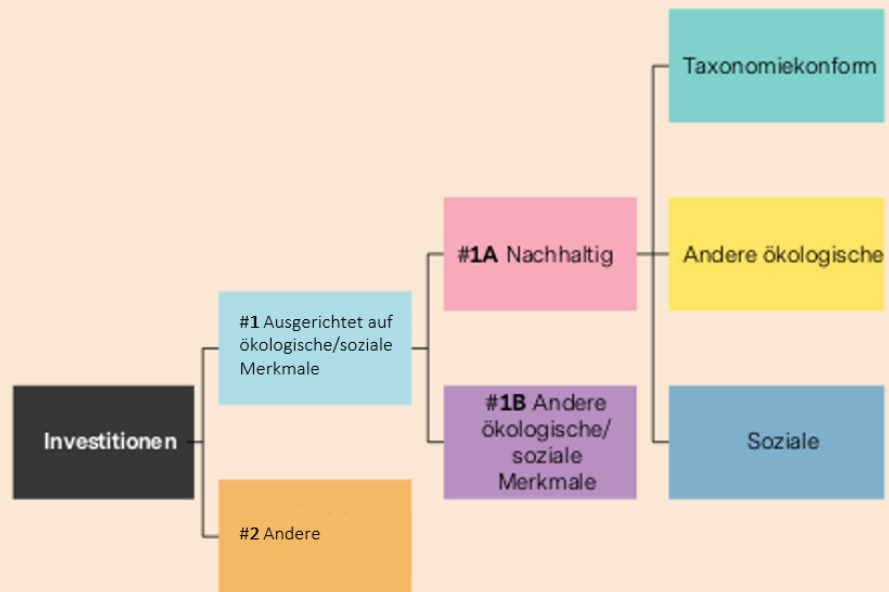 Taxonomiekonform
#1A Nachhaltig
Andere ökologische
#1 Ausgerichtet auf
ökologische/soziale
Merkmale
Investitionen
#1B Andere
ökologische/
soziale
Merkmale
Soziale
#2 Andere